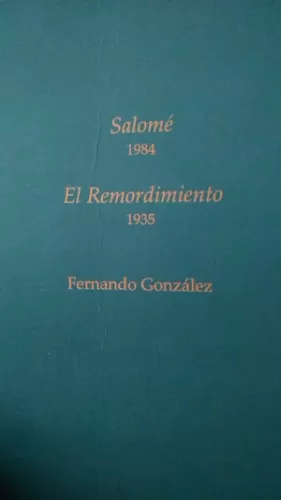 Salomé
1984
El Remordimiento
1935
Fernando González